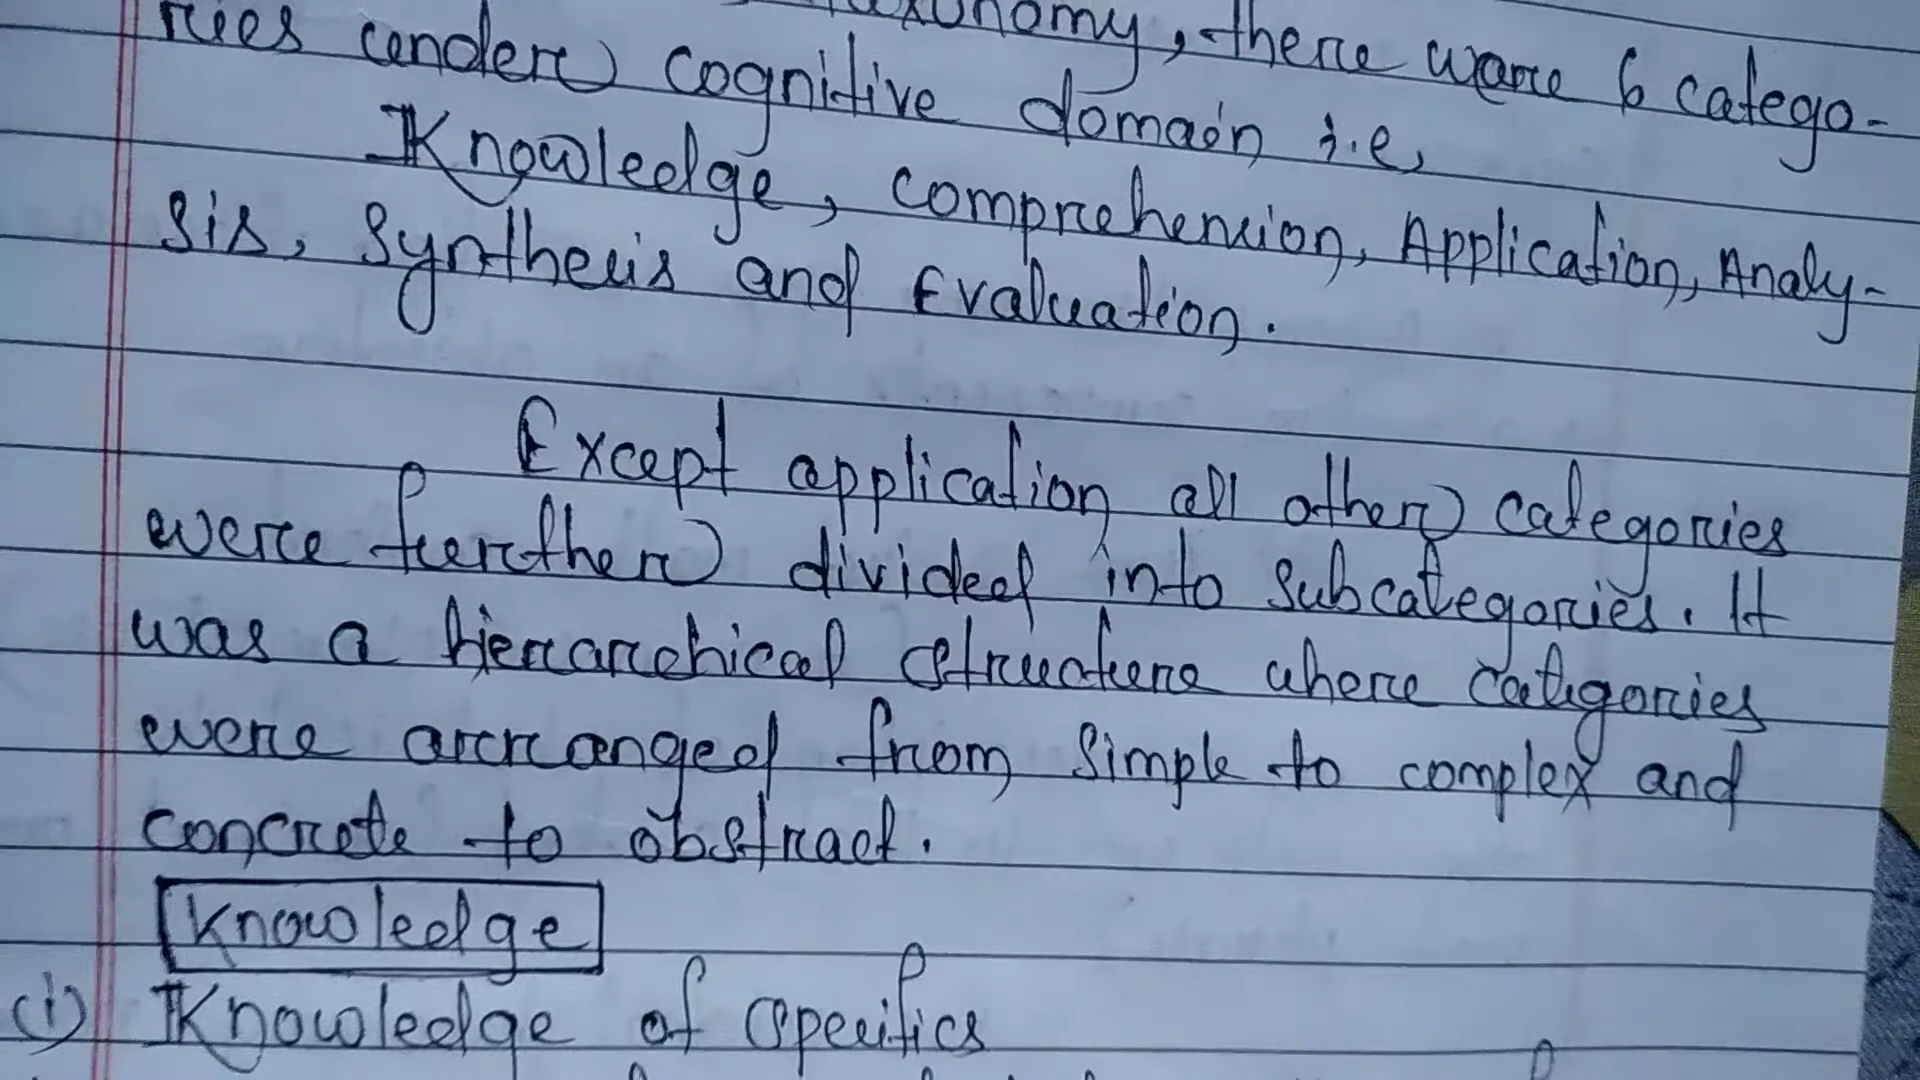 taxonomy, there were 6 catego-
ries under cognitive domain i.e,
Knowledge, comprehension, Application, Analy-
sis, Synthesis and Evaluation.
Except application all other categories
were further divided into subcategories. It
was a hierarchical structure where categories
were arranged from simple to complex and
concrete to abstract.
Knowledge
(i) Knowledge of specifics